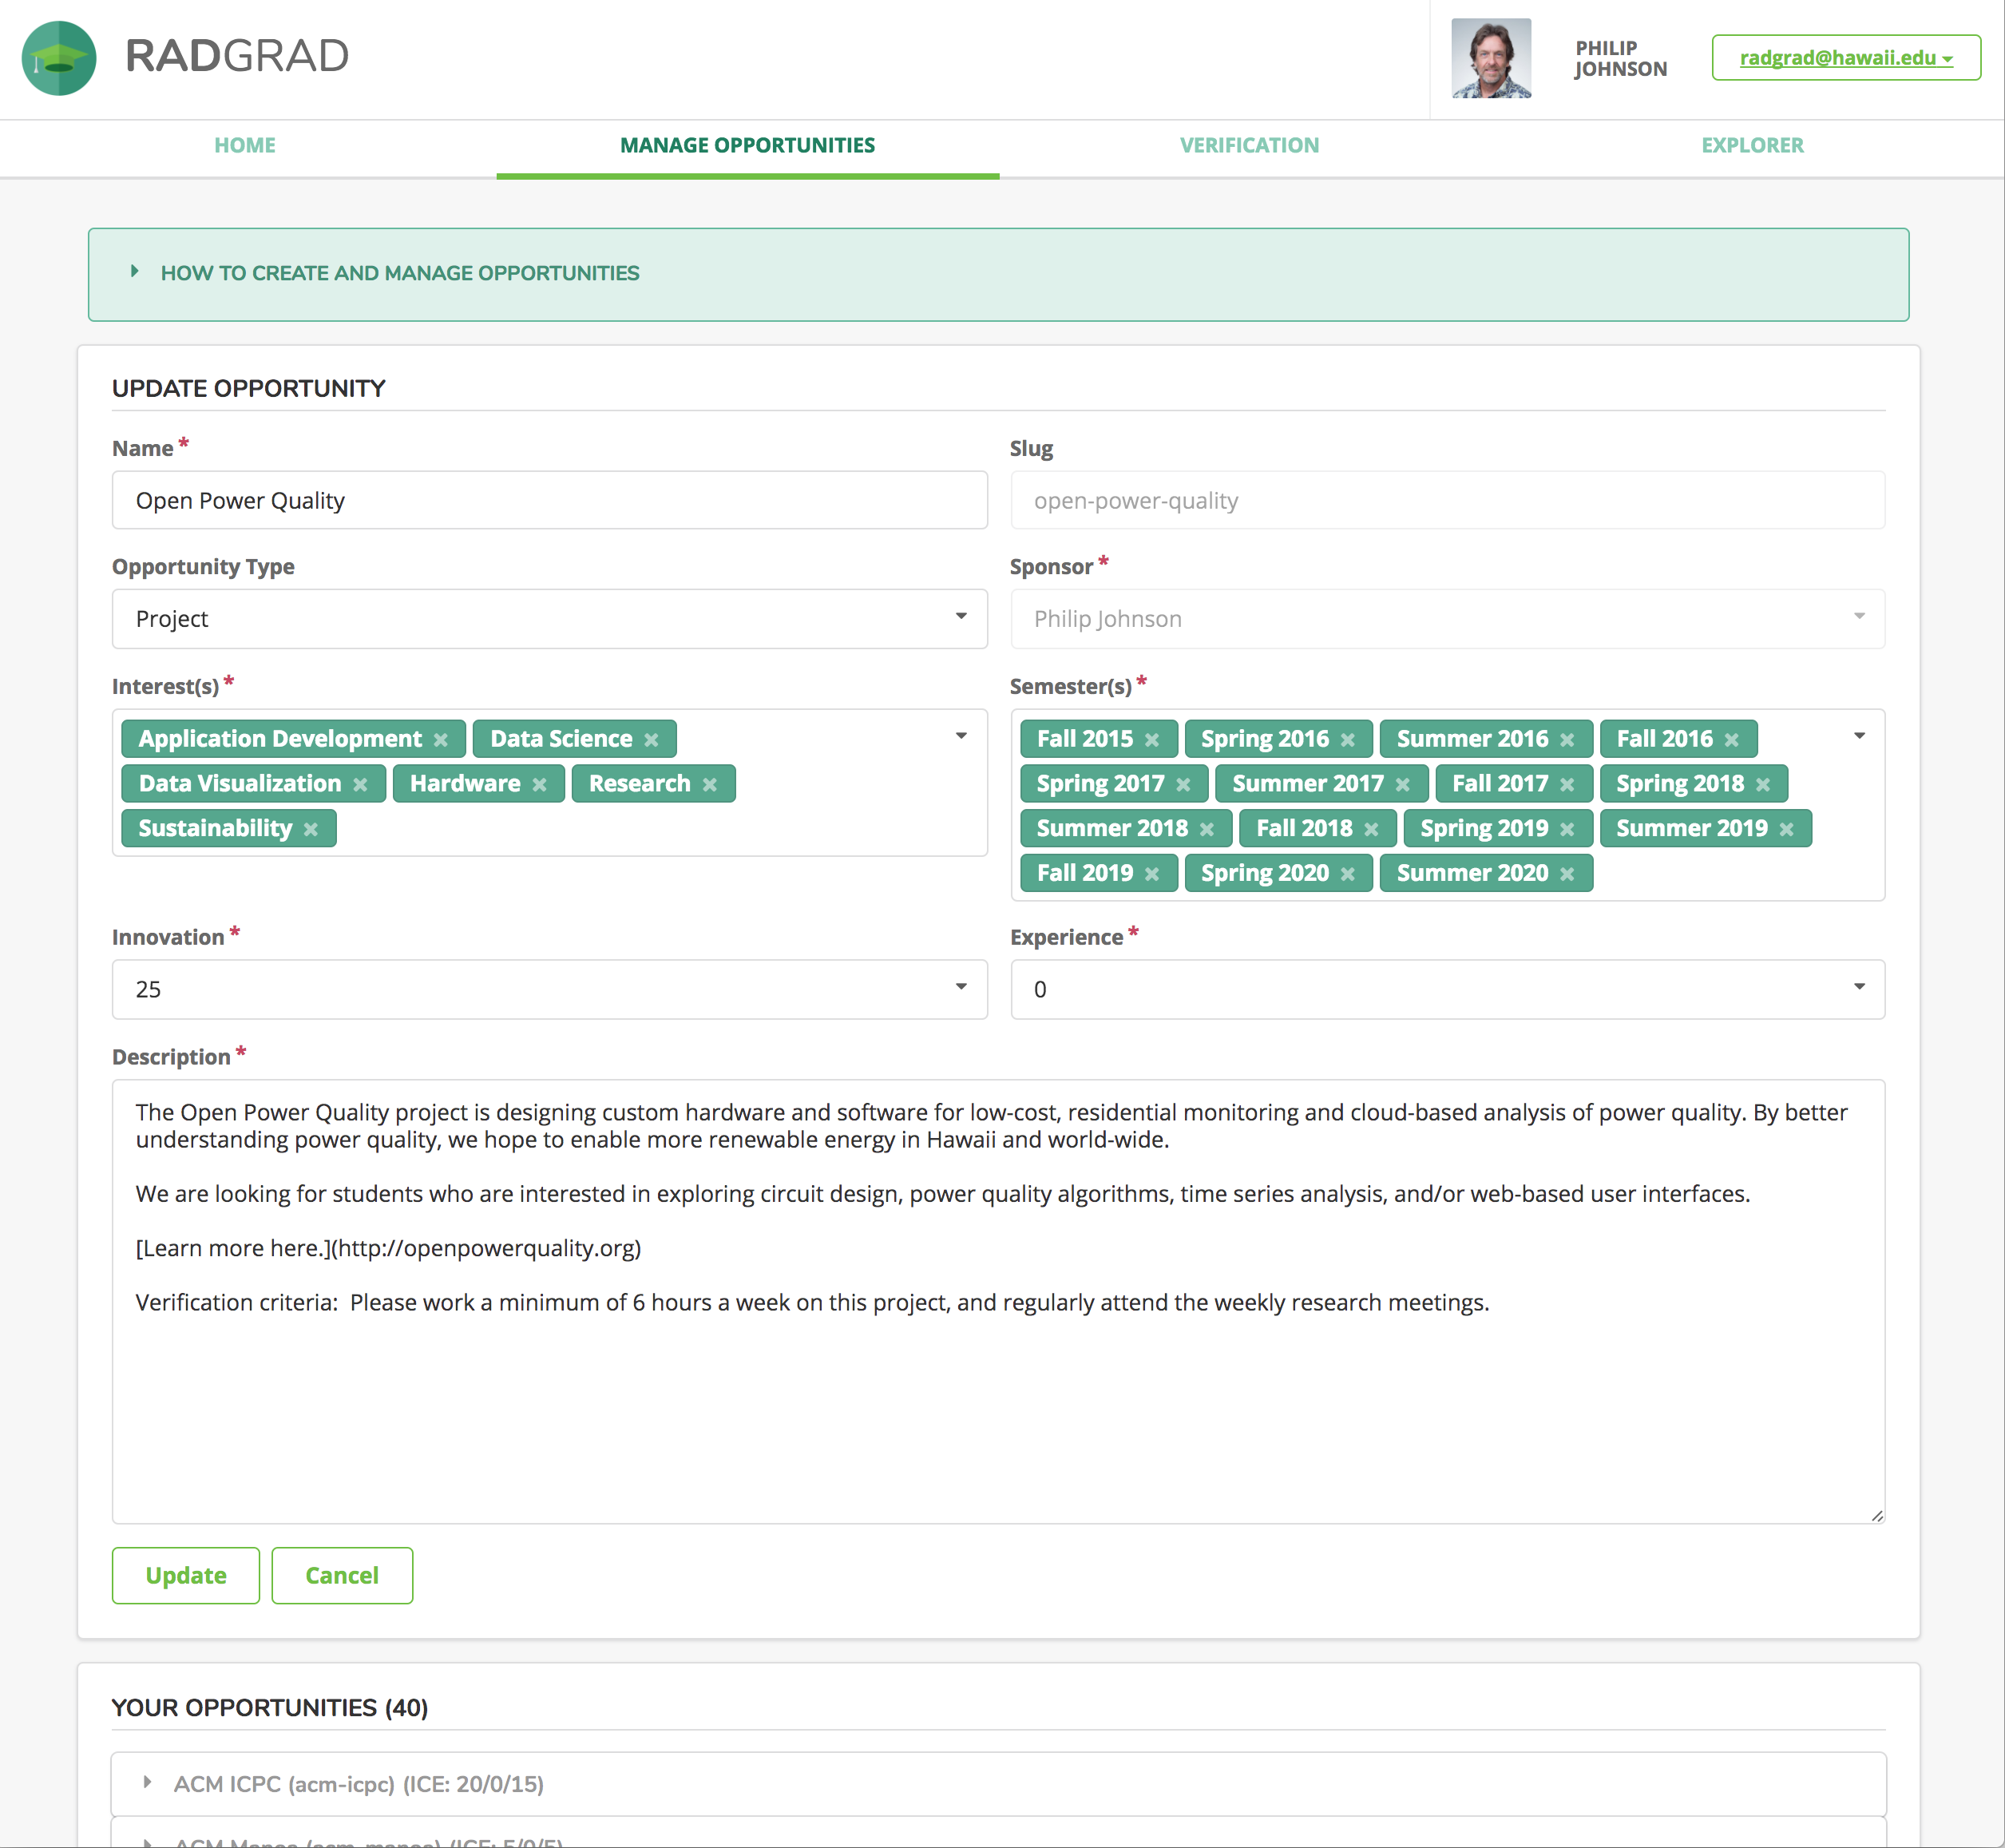 RADGRAD
PHILIP JOHNSON
radgrad@hawaii.edu
HOME
MANAGE OPPORTUNITIES
VERIFICATION
EXPLORER
HOW TO CREATE AND MANAGE OPPORTUNITIES
UPDATE OPPORTUNITY
Name *
Slug
Open Power Quality
open-power-quality
Opportunity Type
Sponsor *
Project
Philip Johnson
Interest(s) *
Application Development × Data Science ×
Data Visualization × Hardware × Research ×
Sustainability ×
Semester(s) *
Fall 2015 × Spring 2016 × Summer 2016 × Fall 2016 ×
Spring 2017 × Summer 2017 × Fall 2017 × Spring 2018 ×
Summer 2018 × Fall 2018 × Spring 2019 × Summer 2019 ×
Fall 2019 × Spring 2020 × Summer 2020 ×
Innovation *
Experience *
25
0
Description *
The Open Power Quality project is designing custom hardware and software for low-cost, residential monitoring and cloud-based analysis of power quality. By better
understanding power quality, we hope to enable more renewable energy in Hawaii and world-wide.
We are looking for students who are interested in exploring circuit design, power quality algorithms, time series analysis, and/or web-based user interfaces.
[Learn more here.](http://openpowerquality.org)
Verification criteria:  Please work a minimum of 6 hours a week on this project, and regularly attend the weekly research meetings.
Update
Cancel
YOUR OPPORTUNITIES (40)
ACM ICPC (acm-icpc) (ICE: 20/0/15)
ACM Manoa (acm-manoa) (ICE: 5/0/5)